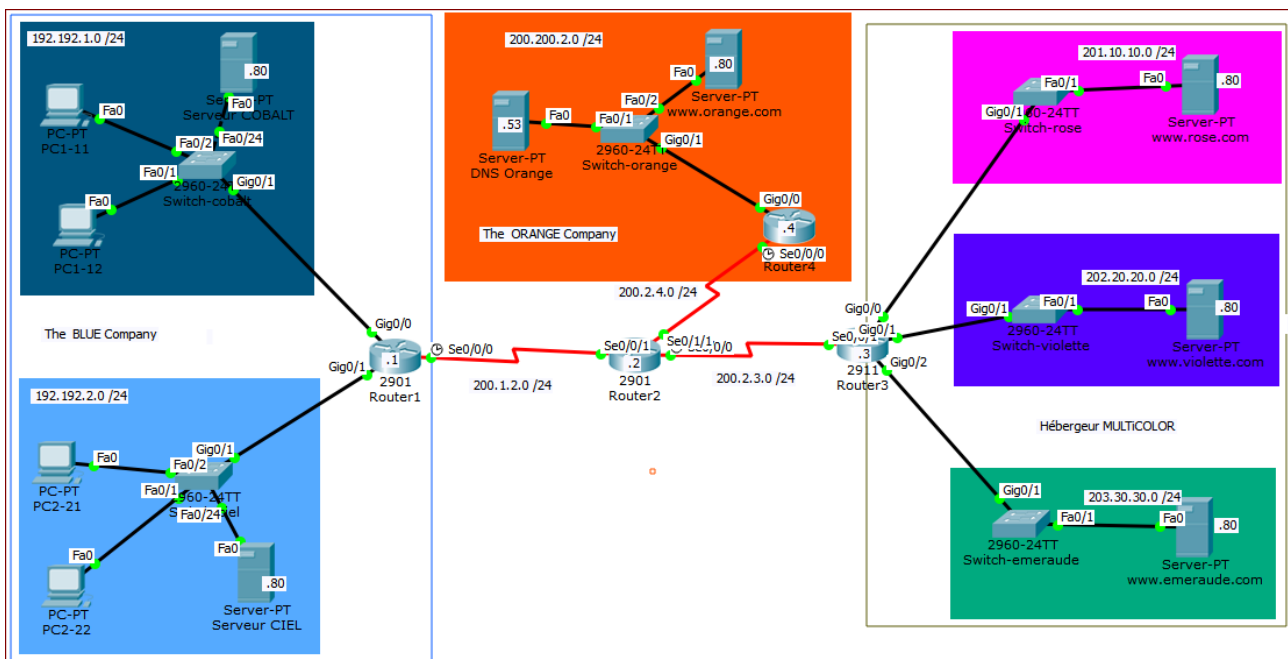 192.192.1.0 /24
.80
Fa0
Server-PT
Serveur COBALT
Fa0
PC-PT
PC1-11
Fa0/2
Fa0/24
Fa0/1
Gig0/1
2960-24TT
Switch-cobalt
Fa0
PC-PT
PC1-12
The BLUE Company
Gig0/0
Gig0/1
.1
Se0/0/0
2901
Router1
192.192.2.0 /24
Gig0/1
Fa0
Fa0/2
PC-PT
PC2-21
Fa0/1
Fa0/24
Fa0
Fa0
.80
PC-PT
PC2-22
Server-PT
Serveur CIEL
200.200.2.0 /24
.80
Fa0
Server-PT
www.orange.com
.53
Fa0
Fa0/1
Fa0/2
Gig0/1
Server-PT
DNS Orange
2960-24TT
Switch-orange
The ORANGE Company
Gig0/0
.4
Se0/0/0
Router4
200.2.4.0 /24
200.1.2.0 /24
Se0/0/1
Se0/1/1
.2
2901
Router2
200.2.3.0 /24
Se0/0/1
Gig0/0
Gig0/1
Gig0/2
.3
2911
Router3
201.10.10.0 /24
Fa0/1
Fa0
.80
Gig0/1
Switch-rose
Server-PT
www.rose.com
202.20.20.0 /24
Gig0/1
Fa0/1
Fa0
.80
2960-24TT
Switch-violette
Server-PT
www.violette.com
Hébergeur MULTiCOLOR
203.30.30.0 /24
Gig0/1
Fa0/1
Fa0
.80
2960-24TT
Switch-emeraude
Server-PT
www.emeraude.com